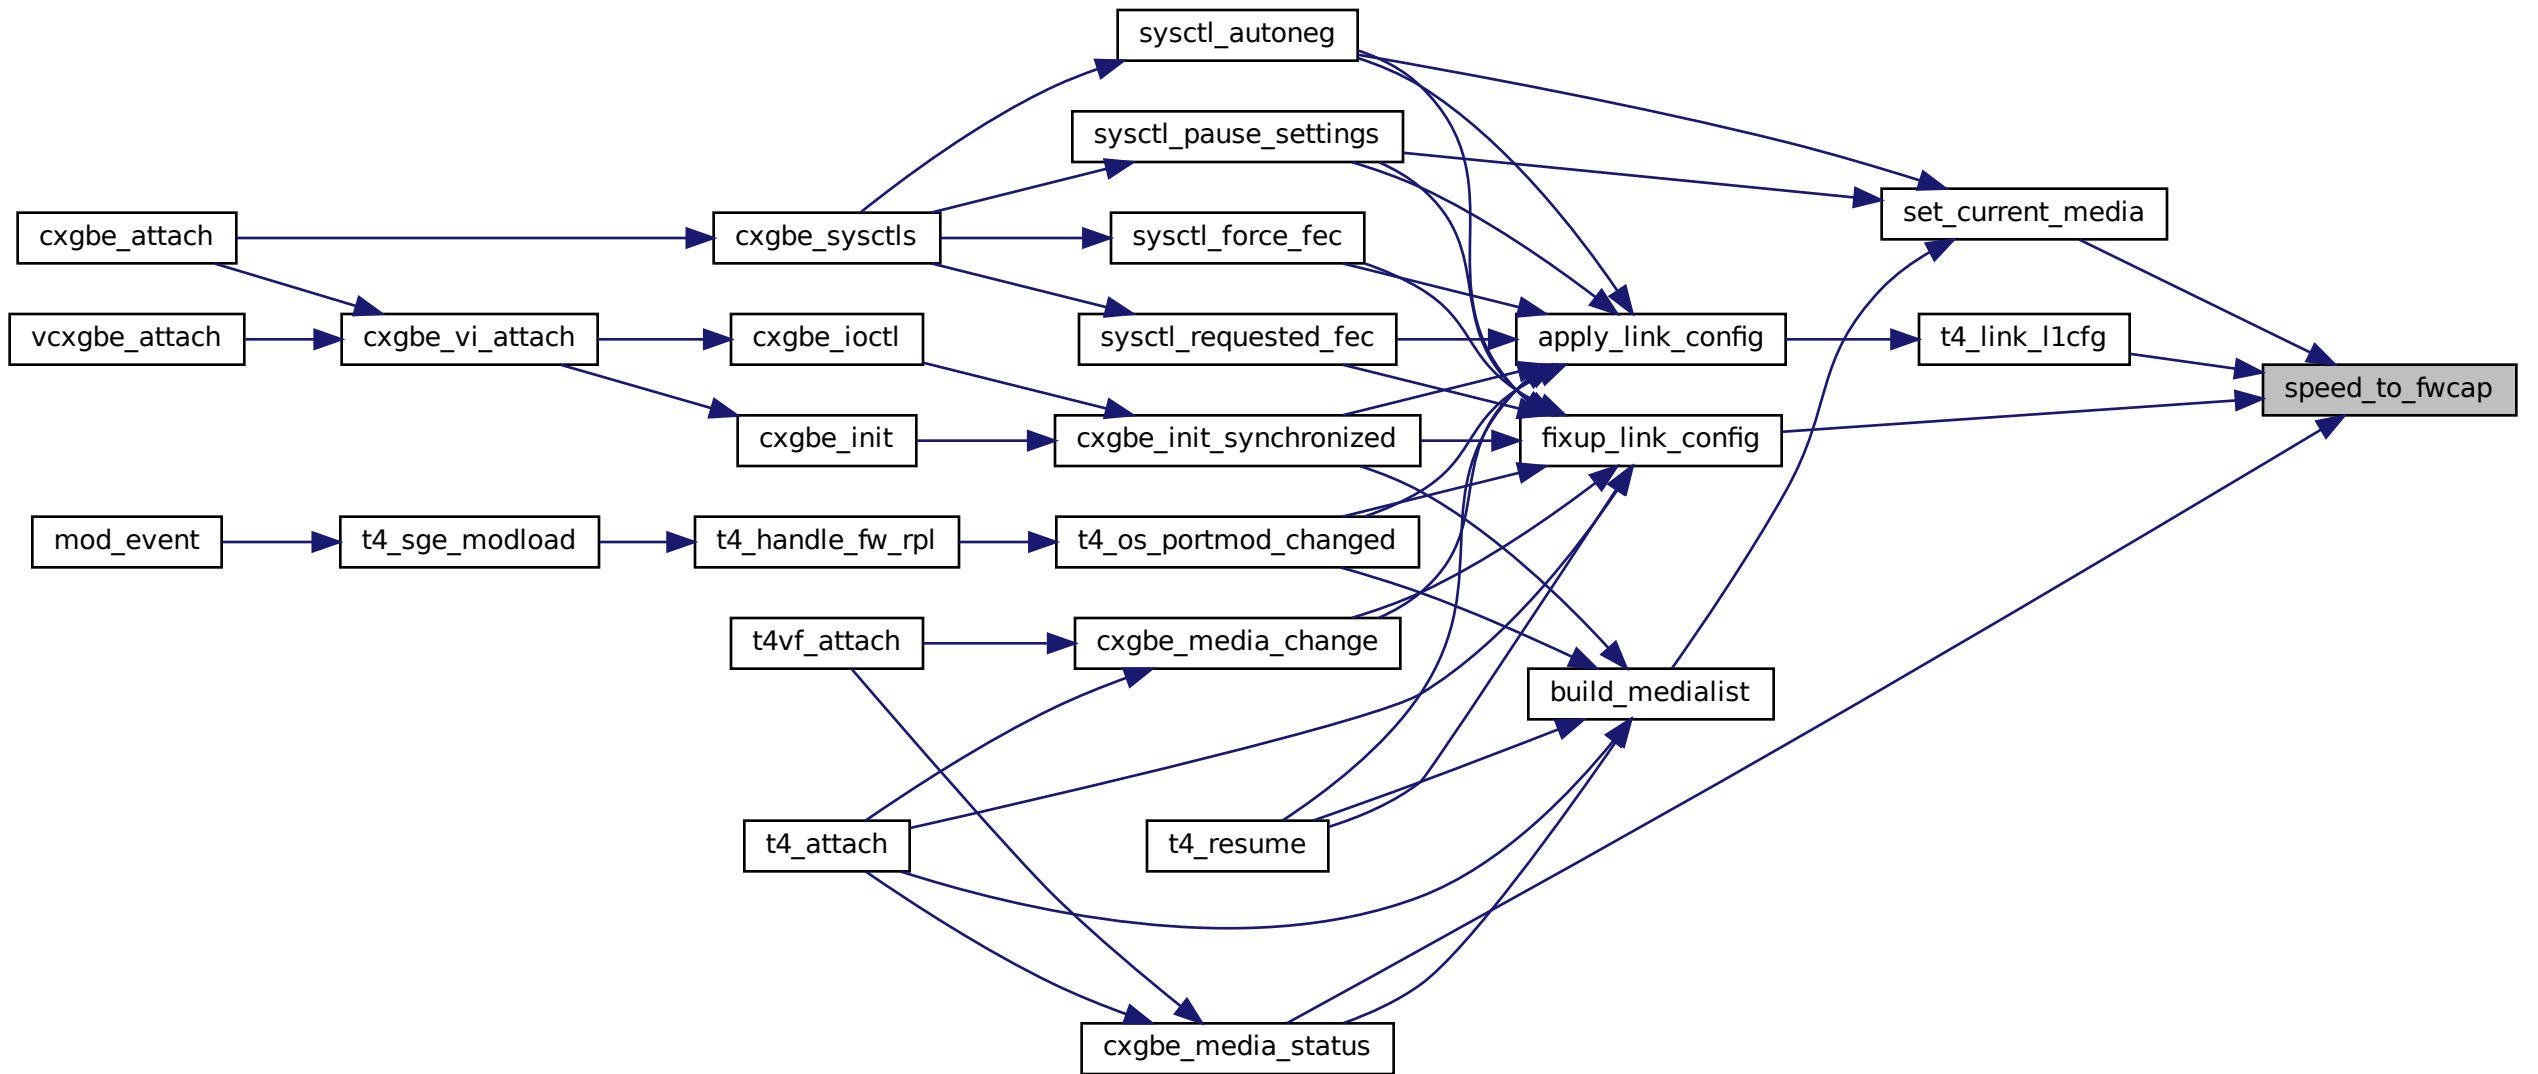 sysctl_autoneg
sysctl_pause_settings
set_current_media
cxgbe_attach
cxgbe_sysctls
sysctl_force_fec
vcxgbe_attach
cxgbe_vi_attach
cxgbe_ioctl
sysctl_requested_fec
apply_link_config
t4_link_l1cfg
speed_to_fwcap
cxgbe_init
cxgbe_init_synchronized
fixup_link_config
mod_event
t4_sge_modload
t4_handle_fw_rpl
t4_os_portmod_changed
t4vf_attach
cxgbe_media_change
build_medialist
t4_attach
t4_resume
cxgbe_media_status